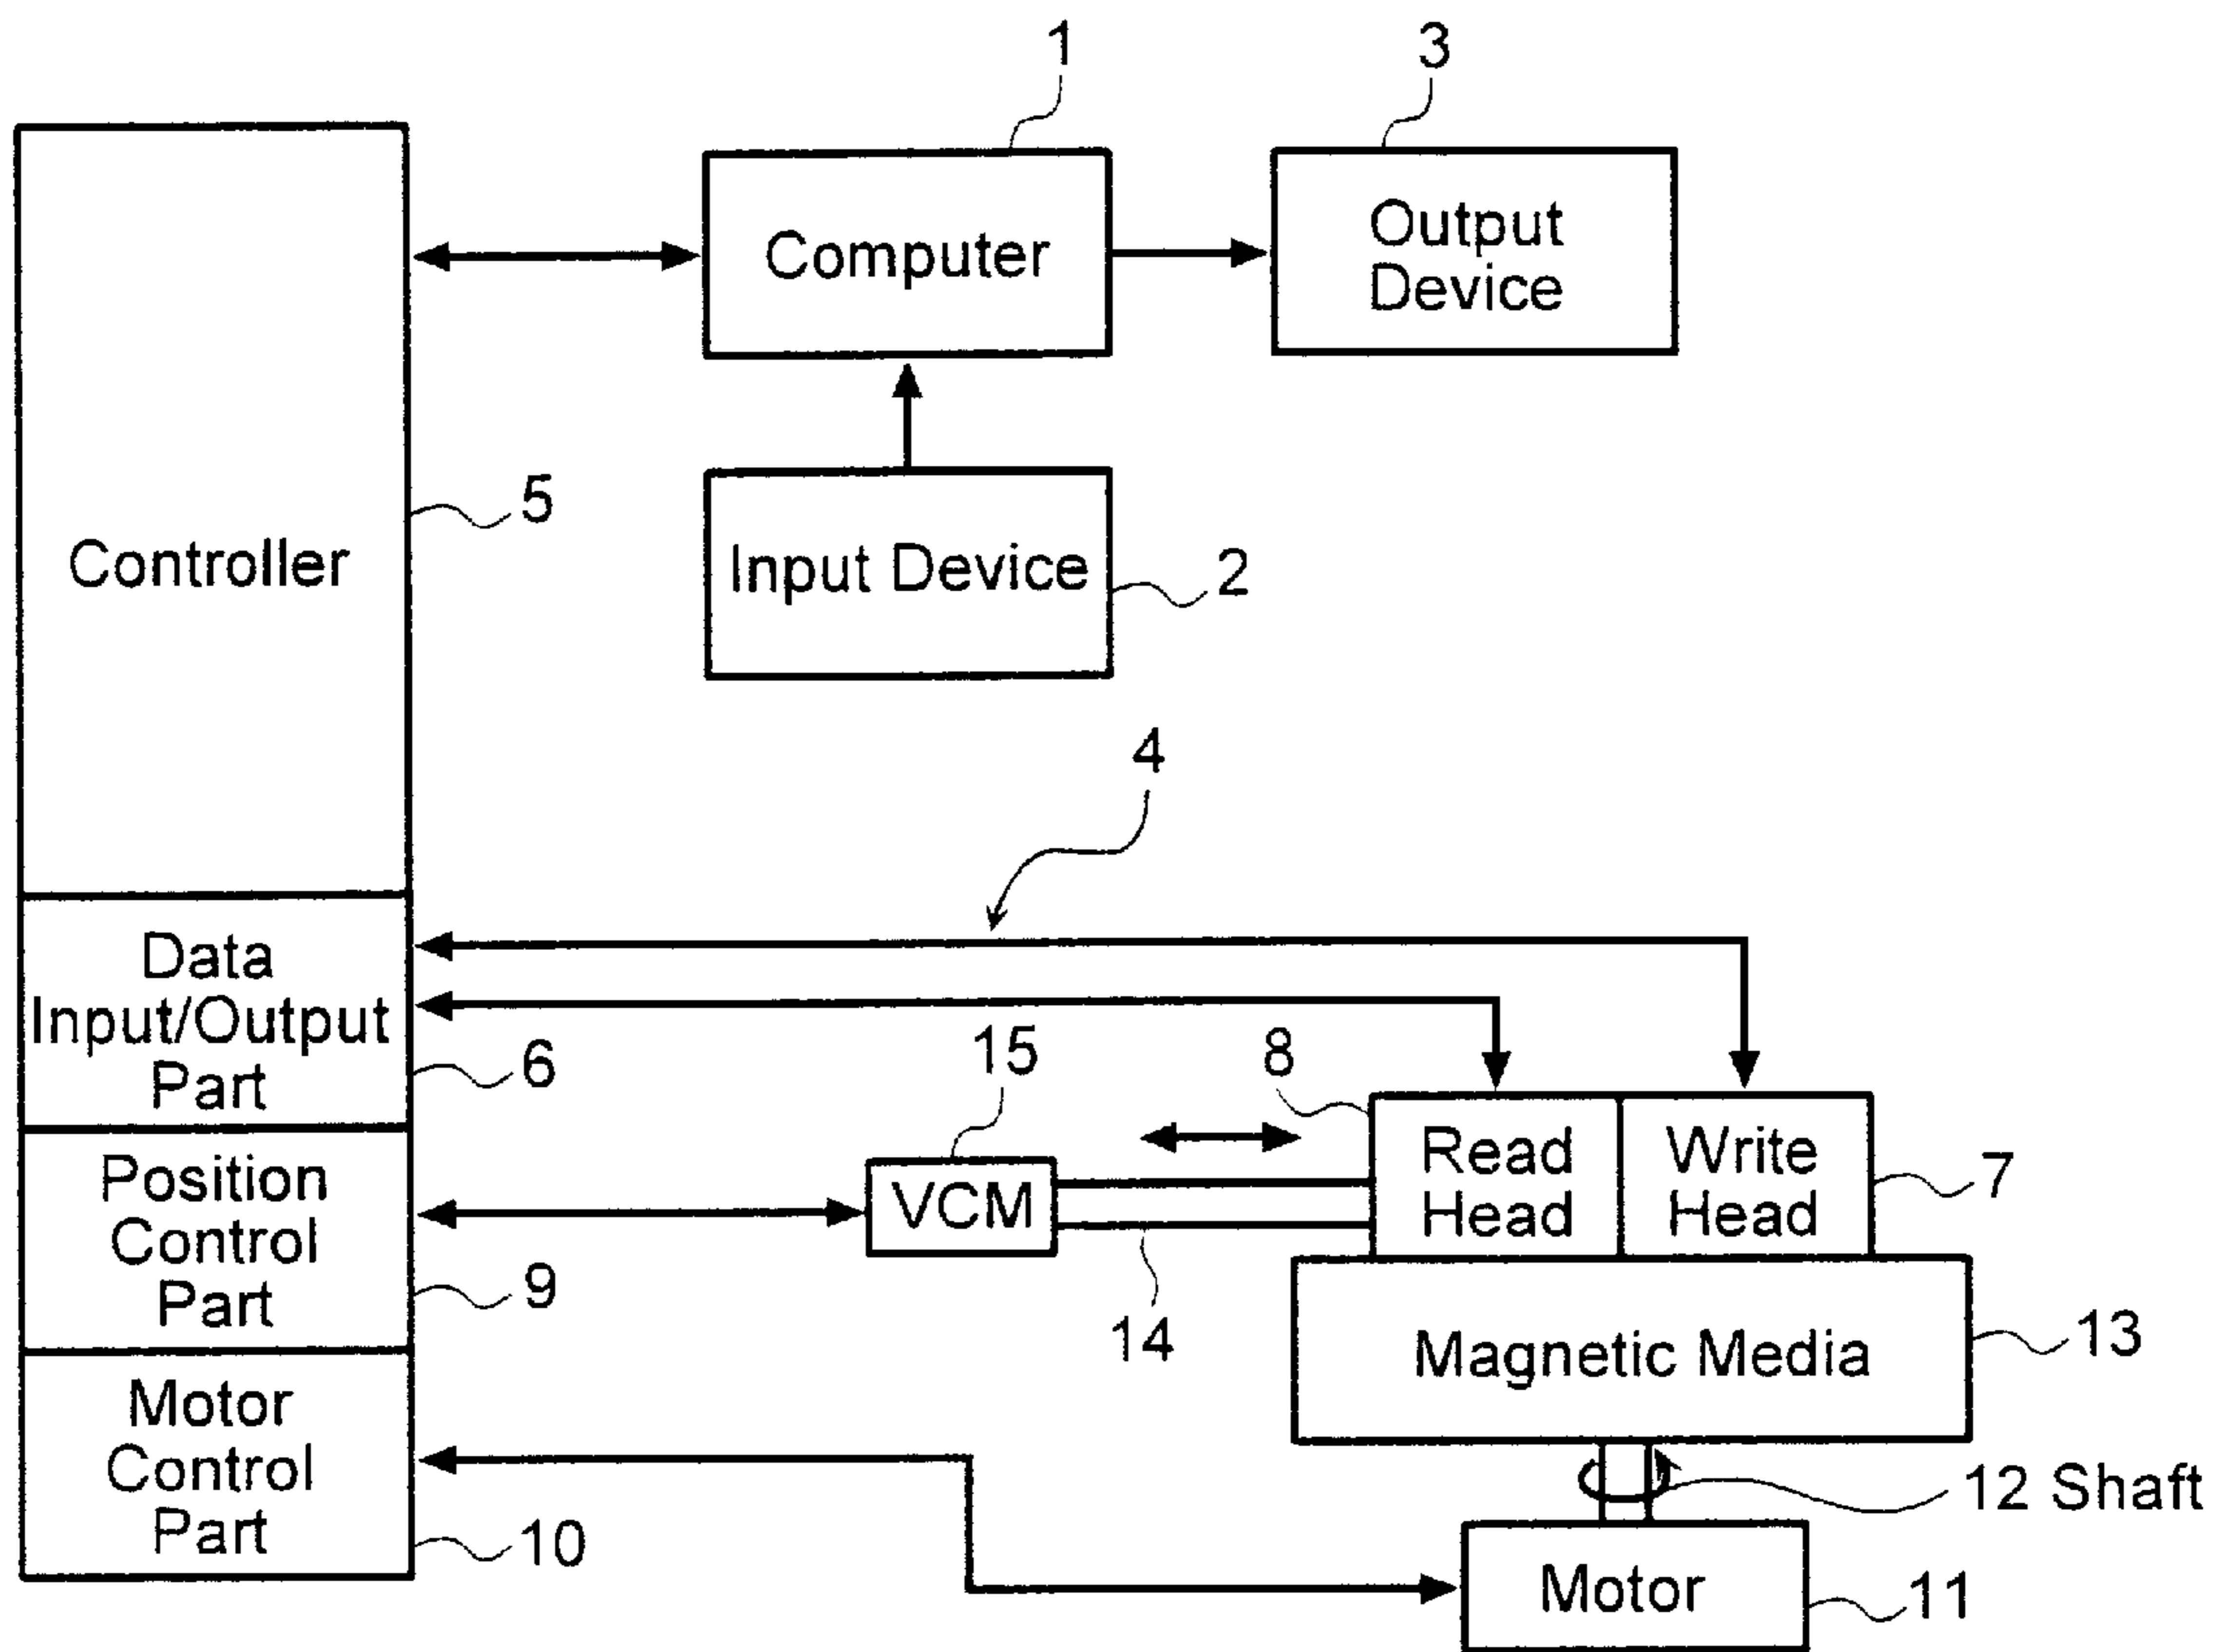 1
3
Computer
Output
Device
5
Controller
Input Device
2
4
Data
Input/Output
Part
6
15
8
Read
Head
Write
Head
7
Position
Control
Part
9
VCM
14
Magnetic Media
13
Motor
Control
Part
10
12 Shaft
Motor
11